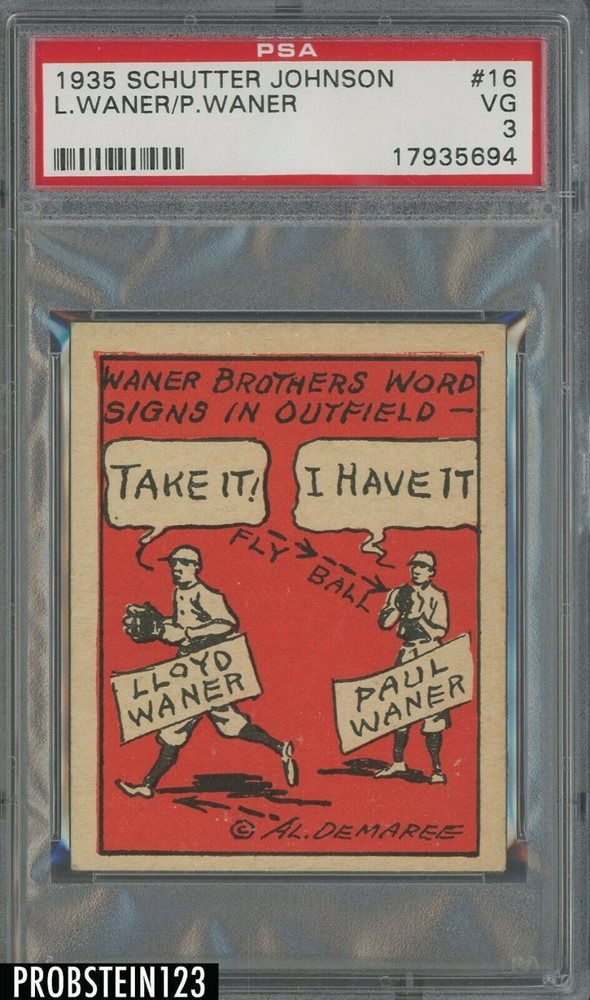 PSA
1935 SCHUTTER JOHNSON #16
L.WANER/P.WANER VG
3
17935694
WANER BROTHERS WORD
SIGNS IN OUTFIELD —
TAKE IT!
I HAVE IT
FLY BALL
LLOYD
WANER
PAUL
WANER
© AL. DEMAREE
PROBSTEIN123